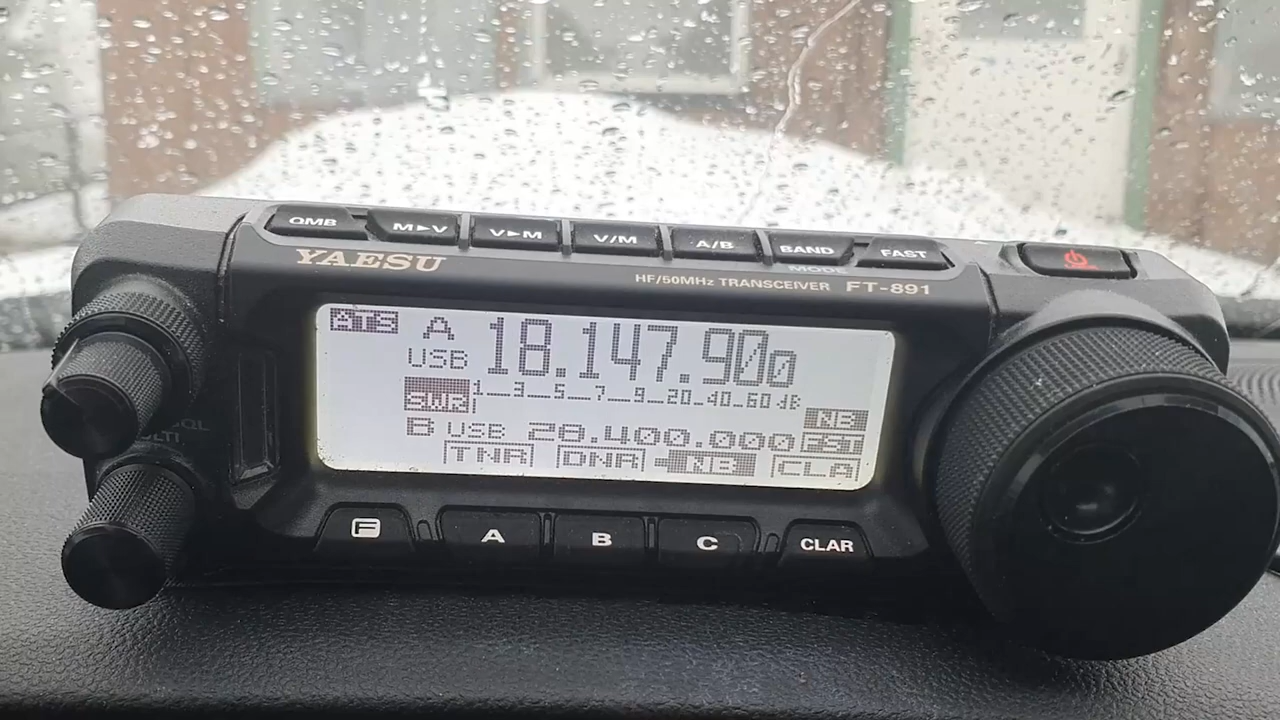 QMB M►V V►M V/M A/B BAND FAST
MODE
YAESU HF/50MHz TRANSCEIVER FT-891
ATS A 18.147.900
USB
SWR 1 3 5 7 9 20 40 60 dB
NB
B USB 28.400.000 FST
TNR DNR NB CLA
F A B C CLAR